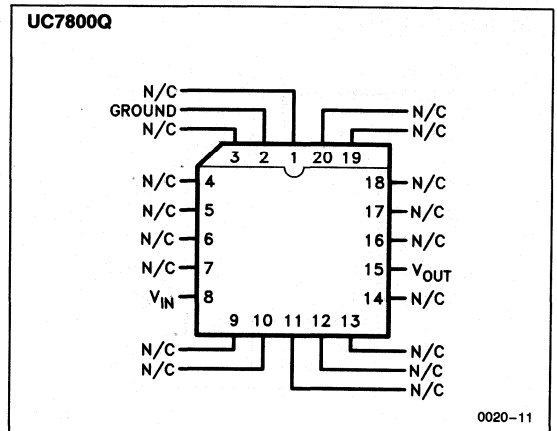 UC7800Q
N/C
GROUND
N/C
N/C
N/C
3 2 1 20 19
N/C 4 18 N/C
N/C 5 17 N/C
N/C 6 16 N/C
N/C 7 15 VOUT
VIN 8 14 N/C
9 10 11 12 13
N/C
N/C
N/C
N/C
N/C
0020-11